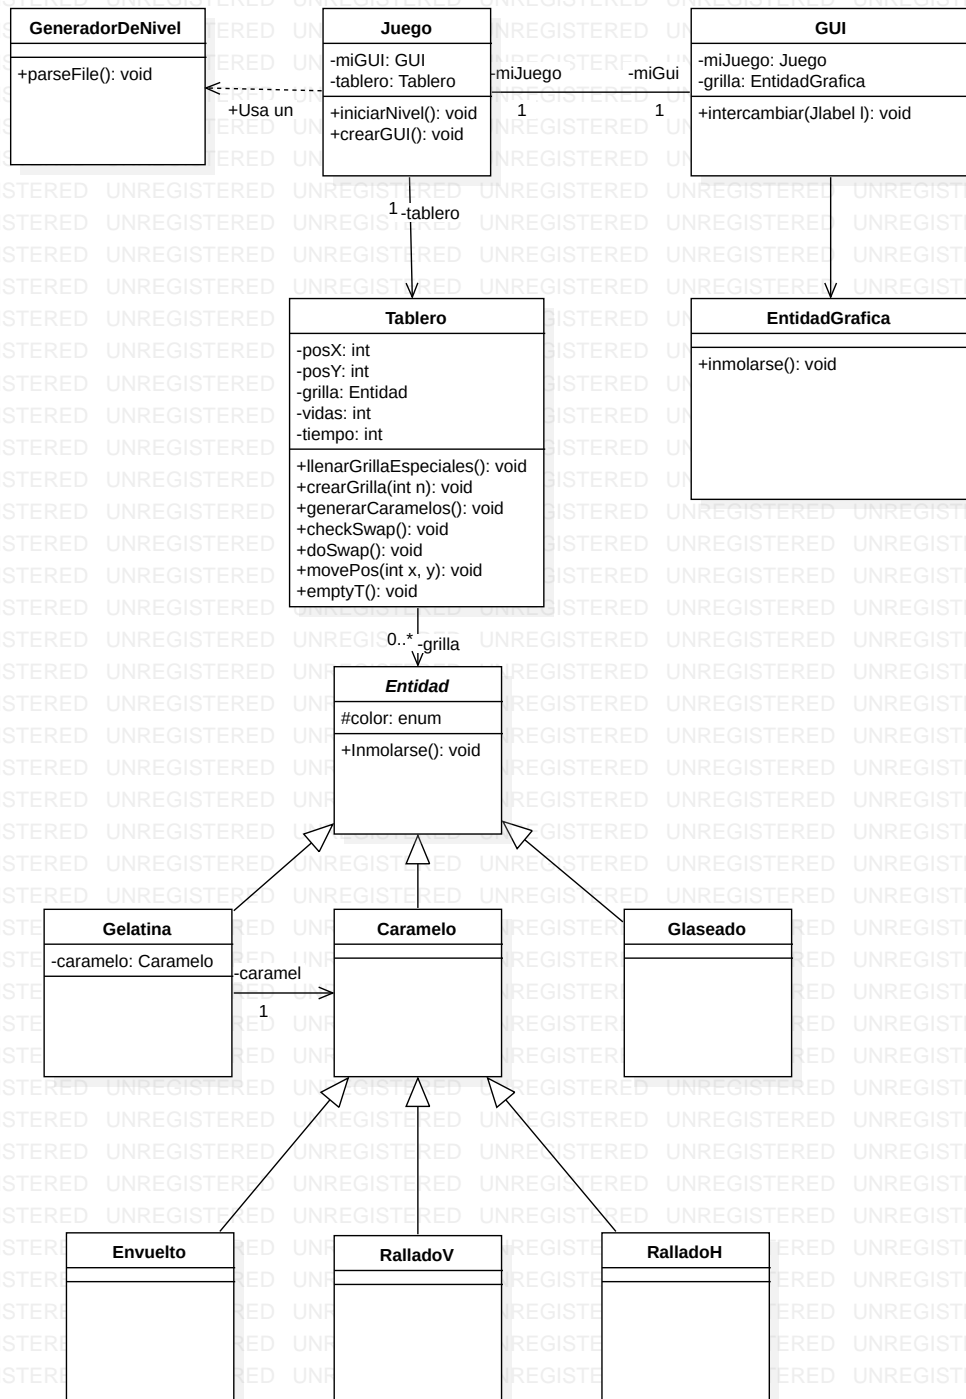 GeneradorDeNivel
+parseFile(): void
Juego
-miGUI: GUI
-tablero: Tablero
+iniciarNivel(): void
+crearGUI(): void
GUI
-miJuego: Juego
-grilla: EntidadGrafica
+intercambiar(Jlabel l): void
+Usa un
-miJuego
-miGui
1
1
1
-tablero
Tablero
-posX: int
-posY: int
-grilla: Entidad
-vidas: int
-tiempo: int
+llenarGrillaEspeciales(): void
+crearGrilla(int n): void
+generarCaramelos(): void
+checkSwap(): void
+doSwap(): void
+movePos(int x, y): void
+emptyT(): void
EntidadGrafica
+inmolarse(): void
0..*
-grilla
Entidad
#color: enum
+Inmolarse(): void
Gelatina
-caramelo: Caramelo
-caramel
1
Caramelo
Glaseado
Envuelto
RalladoV
RalladoH
UNREGISTERED